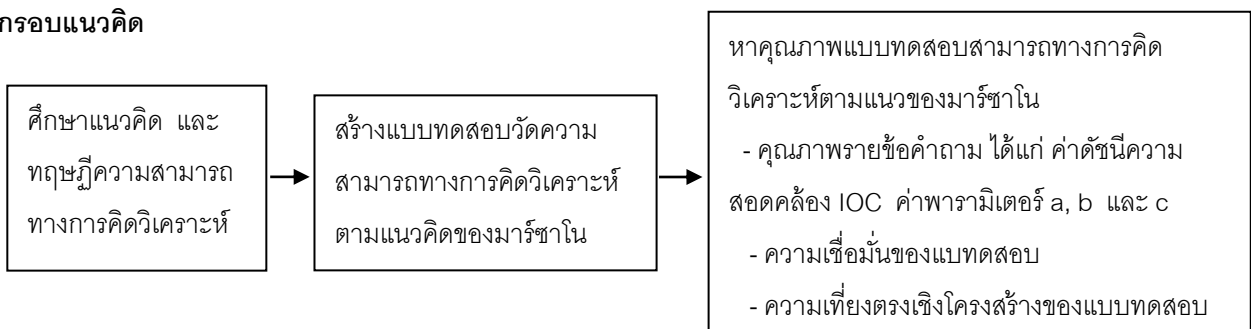 กรอบแนวคิด
ศึกษาแนวคิด และ
ทฤษฏีความสามารถ
ทางการคิดวิเคราะห์
สร้างแบบทดสอบวัดความ
สามารถทางการคิดวิเคราะห์
ตามแนวคิดของมาร์ซาโน
หาคุณภาพแบบทดสอบสามารถทางการคิด
วิเคราะห์ตามแนวของมาร์ซาโน
- คุณภาพรายข้อคำถาม ได้แก่ ค่าดัชนีความ
สอดคล้อง IOC ค่าพารามิเตอร์ a, b และ c
- ความเชื่อมั่นของแบทดสอบ
- ความเที่ยงตรงเชิงโครงสร้างของแบบทดสอบ